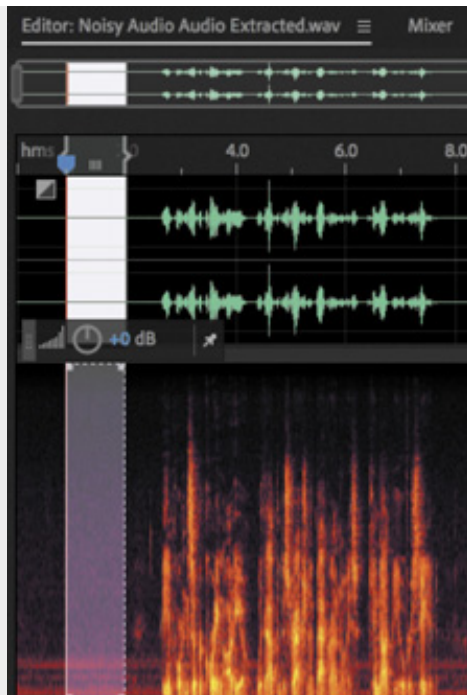 Editor: Noisy Audio Audio Extracted.wav ≡ Mixer
hms 4.0 6.0 8.0
+0 dB